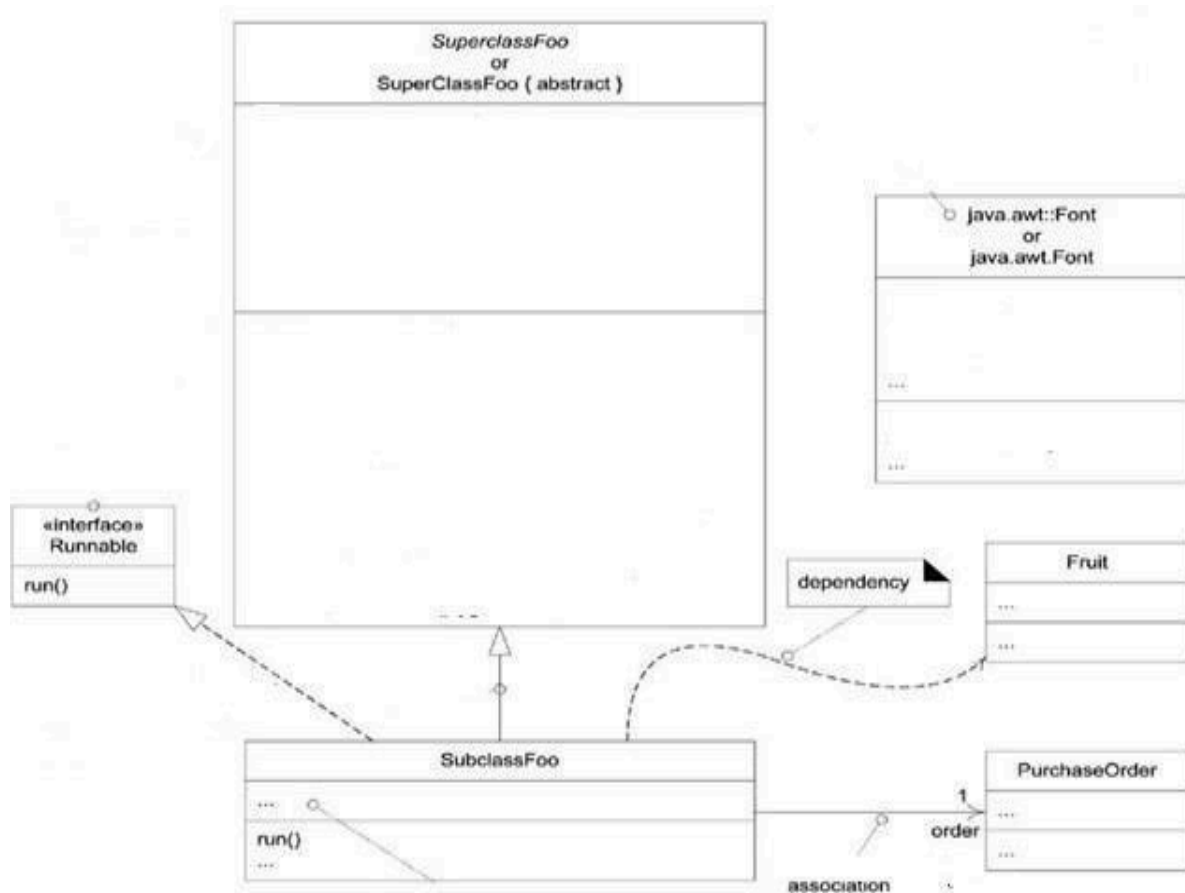 SuperclassFoo
or
SuperClassFoo { abstract }
java.awt::Font
or
java.awt.Font
...
...
«interface»
Runnable
run()
dependency
Fruit
...
...
SubclassFoo
...
run()
...
PurchaseOrder
...
...
1
order
association